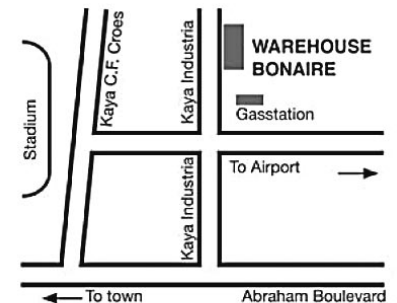 Kaya C.F. Croes
Kaya Industria
WAREHOUSE
BONAIRE
Gasstation
Stadium
Kaya Industria
To Airport
To town
Abraham Boulevard